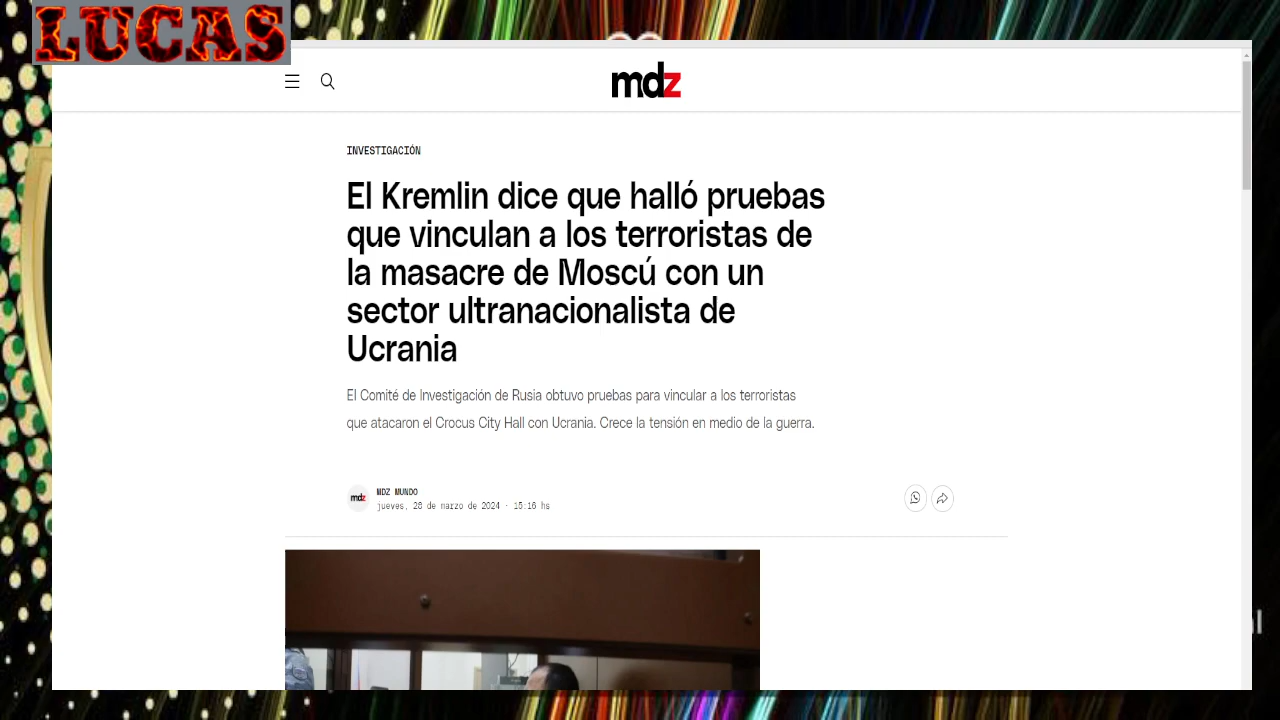 LUCAS
mdz
INVESTIGACIÓN
El Kremlin dice que halló pruebas
que vinculan a los terroristas de
la masacre de Moscú con un
sector ultranacionalista de
Ucrania
El Comité de Investigación de Rusia obtuvo pruebas para vincular a los terroristas
que atacaron el Crocus City Hall con Ucrania. Crece la tensión en medio de la guerra.
mdz
MDZ MUNDO
jueves, 28 de marzo de 2024 · 15:16 hs